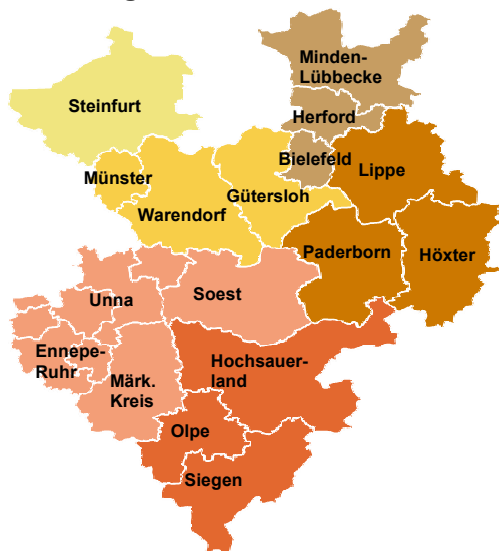 Minden-
Lübbecke
Steinfurt
Herford
Bielefeld
Lippe
Münster
Gütersloh
Warendorf
Paderborn
Höxter
Soest
Unna
Ennepe-
Ruhr
Hochsauer-
land
Märk.
Kreis
Olpe
Siegen